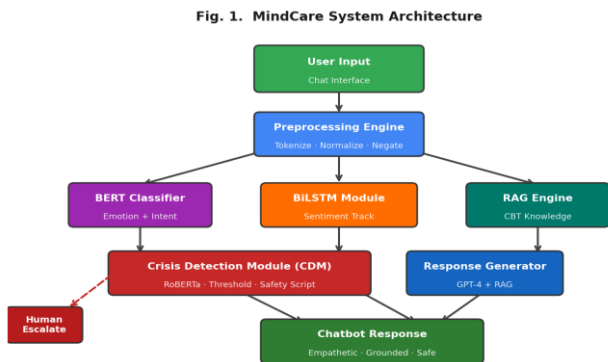 Fig. 1. MindCare System Architecture
User Input
Chat Interface
Preprocessing Engine
Tokenize · Normalize · Negate
BERT Classifier
Emotion + Intent
BiLSTM Module
Sentiment Track
RAG Engine
CBT Knowledge
Crisis Detection Module (CDM)
RoBERTa · Threshold · Safety Script
Response Generator
GPT-4 + RAG
Human
Escalate
Chatbot Response
Empathetic · Grounded · Safe